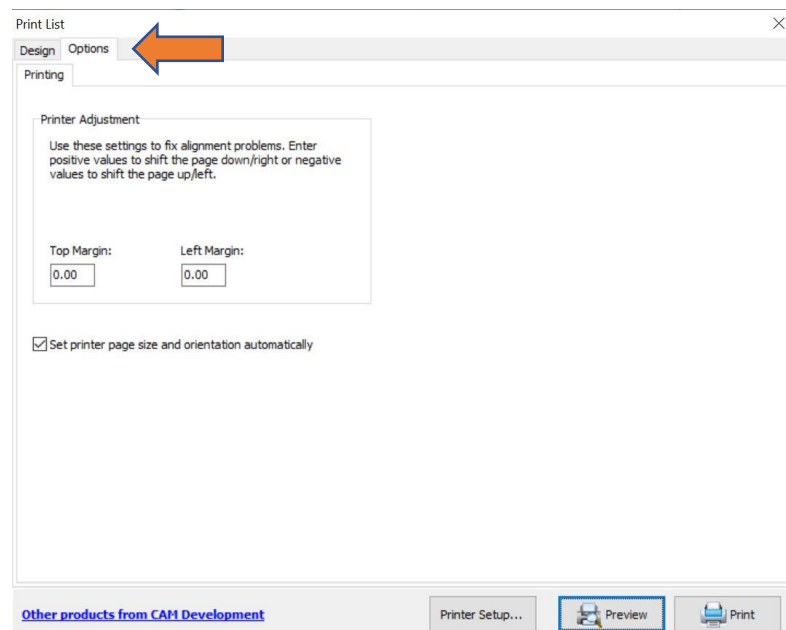 Print List
Design Options
Printing
Printer Adjustment
Use these settings to fix alignment problems. Enter
positive values to shift the page down/right or negative
values to shift the page up/left.
Top Margin: Left Margin:
0.00 0.00
Set printer page size and orientation automatically
Other products from CAM Development Printer Setup... Preview Print